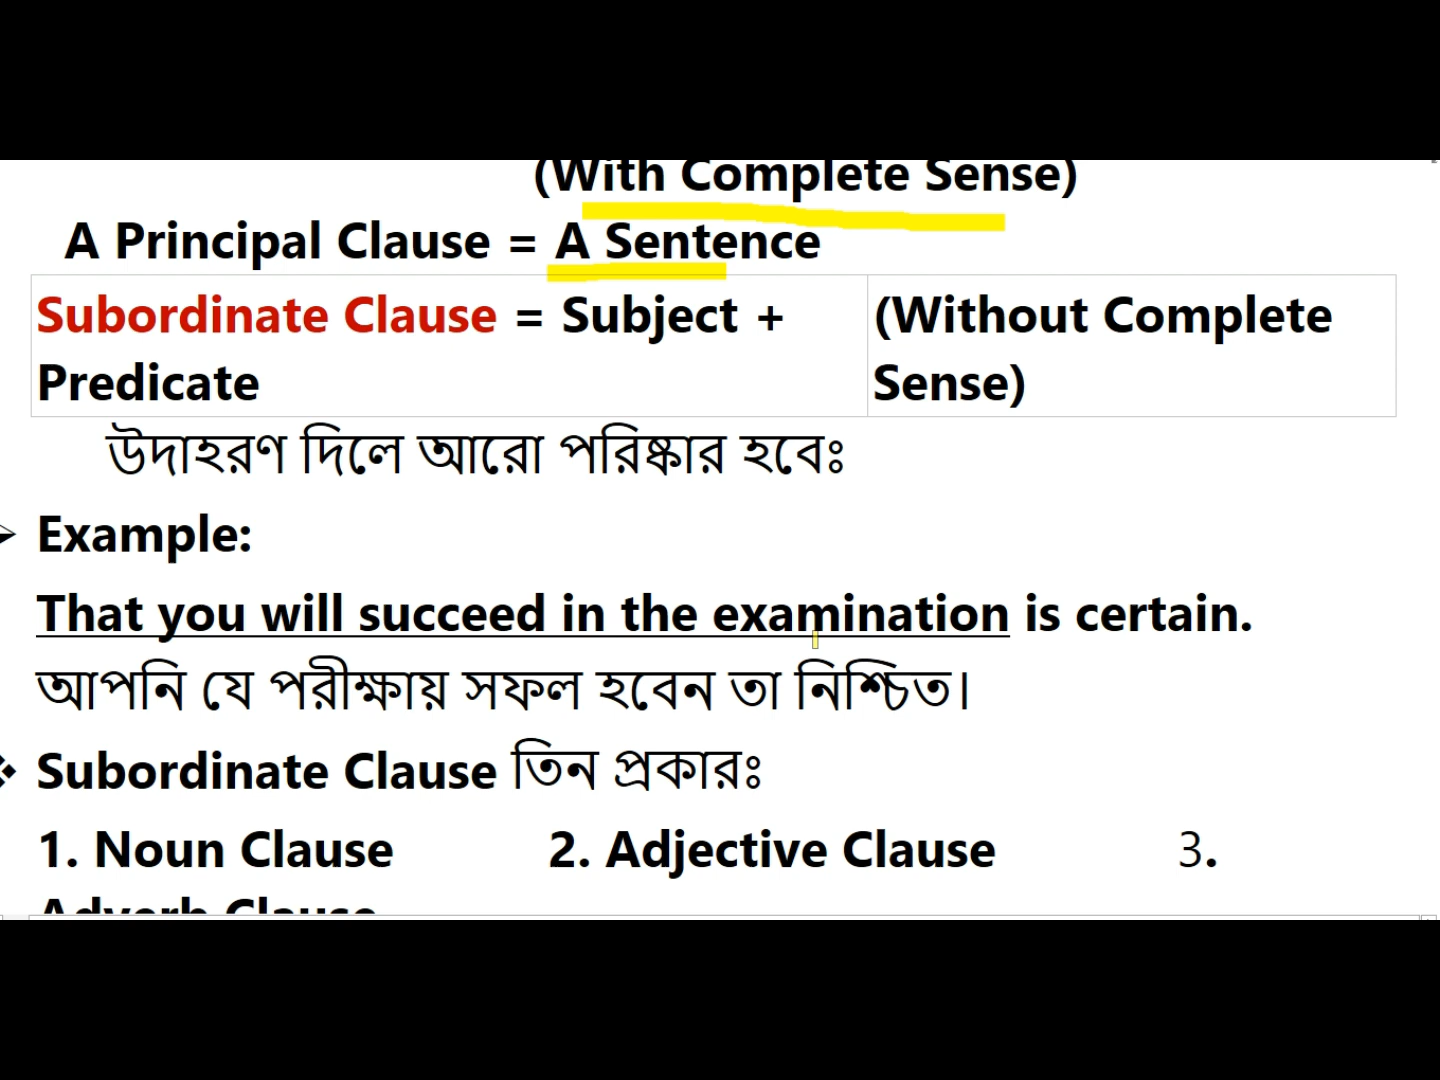 (With Complete Sense)
A Principal Clause = A Sentence
Subordinate Clause = Subject + Predicate
(Without Complete Sense)
উদাহরণ দিলে আরো পরিষ্কার হবেঃ
Example:
That you will succeed in the examination is certain.
আপনি যে পরীক্ষায় সফল হবেন তা নিশ্চিত।
Subordinate Clause তিন প্রকারঃ
1. Noun Clause 2. Adjective Clause 3.
Adverb Clause